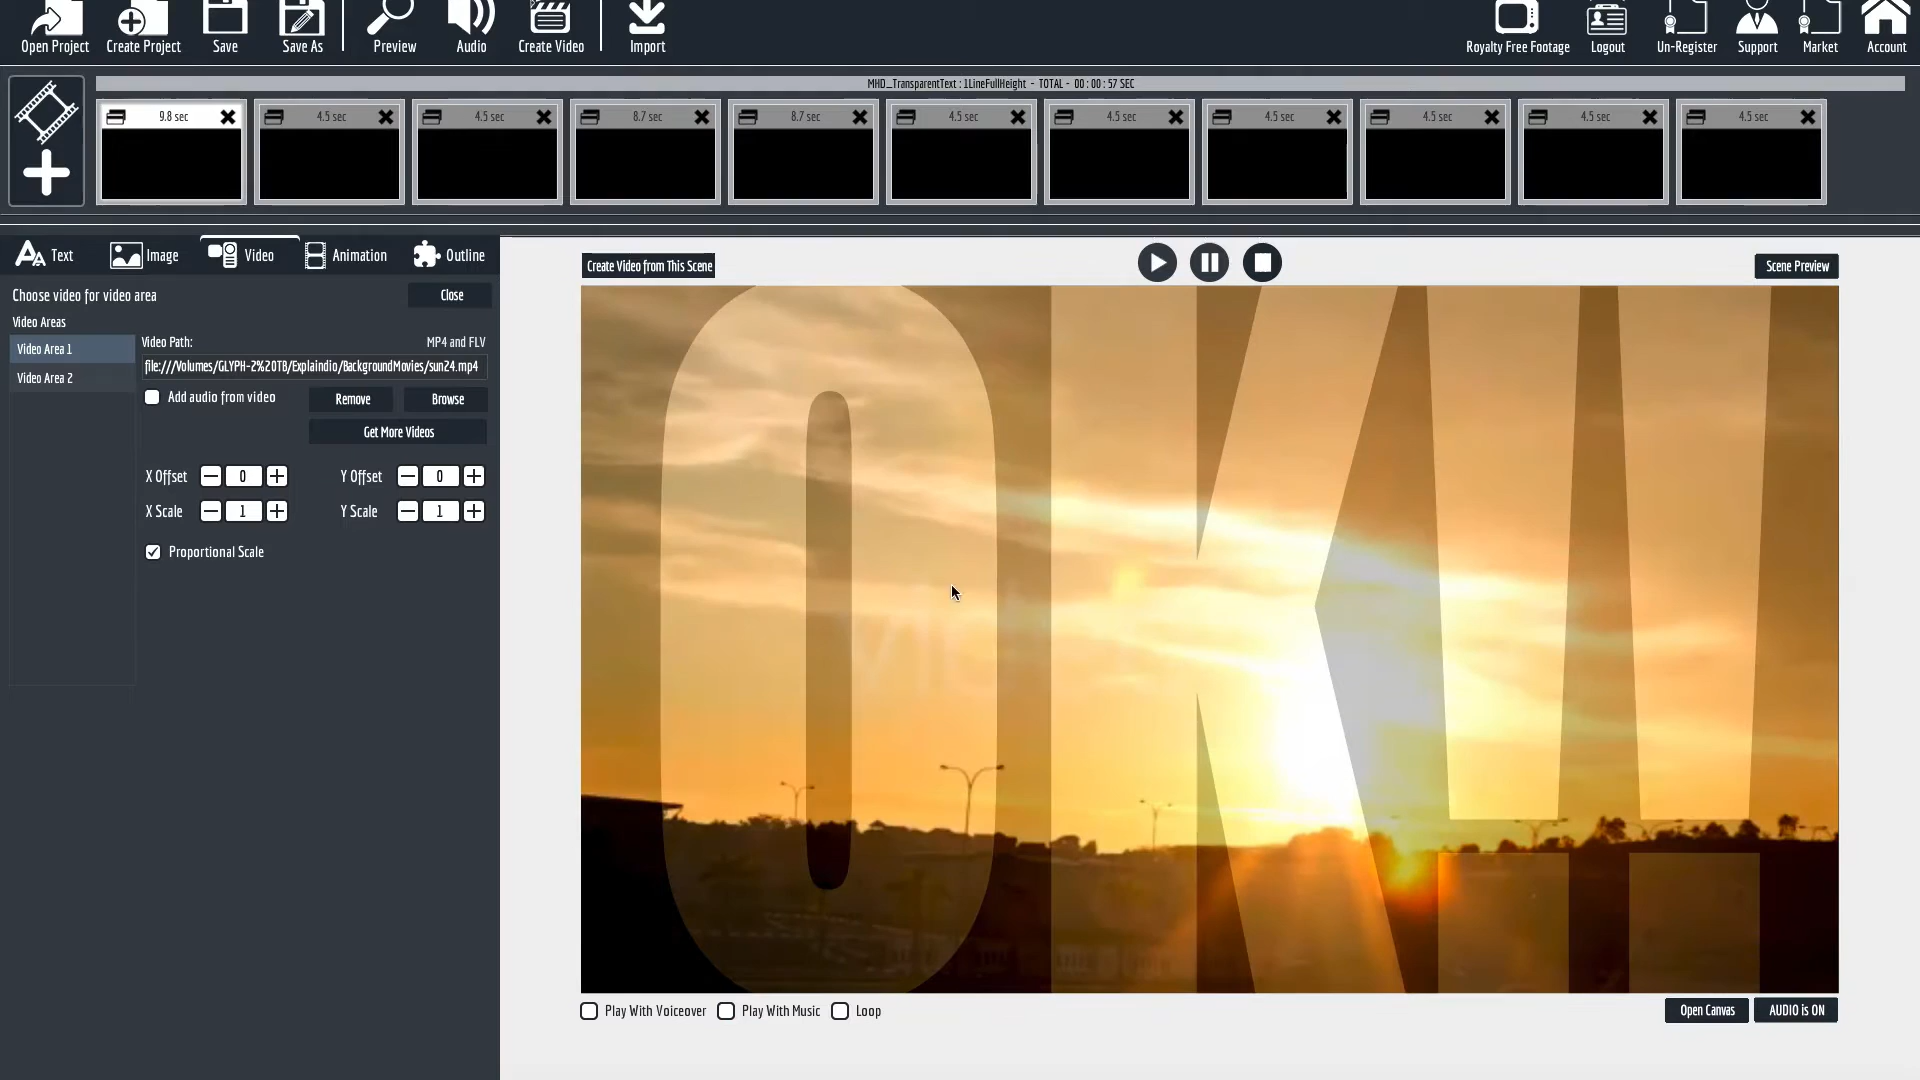 Open Project Create Project Save Save As Preview Audio Create Video Import Royalty Free Footage Logout Un-Register Support Market Account
MHD_TransparentText : 1LineFullHeight - TOTAL - 00 : 00 : 57 SEC
9.8 sec 4.5 sec 4.5 sec 8.7 sec 8.7 sec 4.5 sec 4.5 sec 4.5 sec 4.5 sec 4.5 sec 4.5 sec
Text Image Video Animation Outline
Create Video from This Scene Scene Preview
Choose video for video area Close
Video Areas
Video Path: MP4 and FLV
Video Area 1
file:///Volumes/GLYPH-2%20TB/Explaindio/BackgroundMovies/sun24.mp4
Video Area 2
Add audio from video Remove Browse
Get More Videos
X Offset 0 Y Offset 0
X Scale 1 Y Scale 1
Proportional Scale
OK!!
Play With Voiceover Play With Music Loop Open Canvas AUDIO is ON